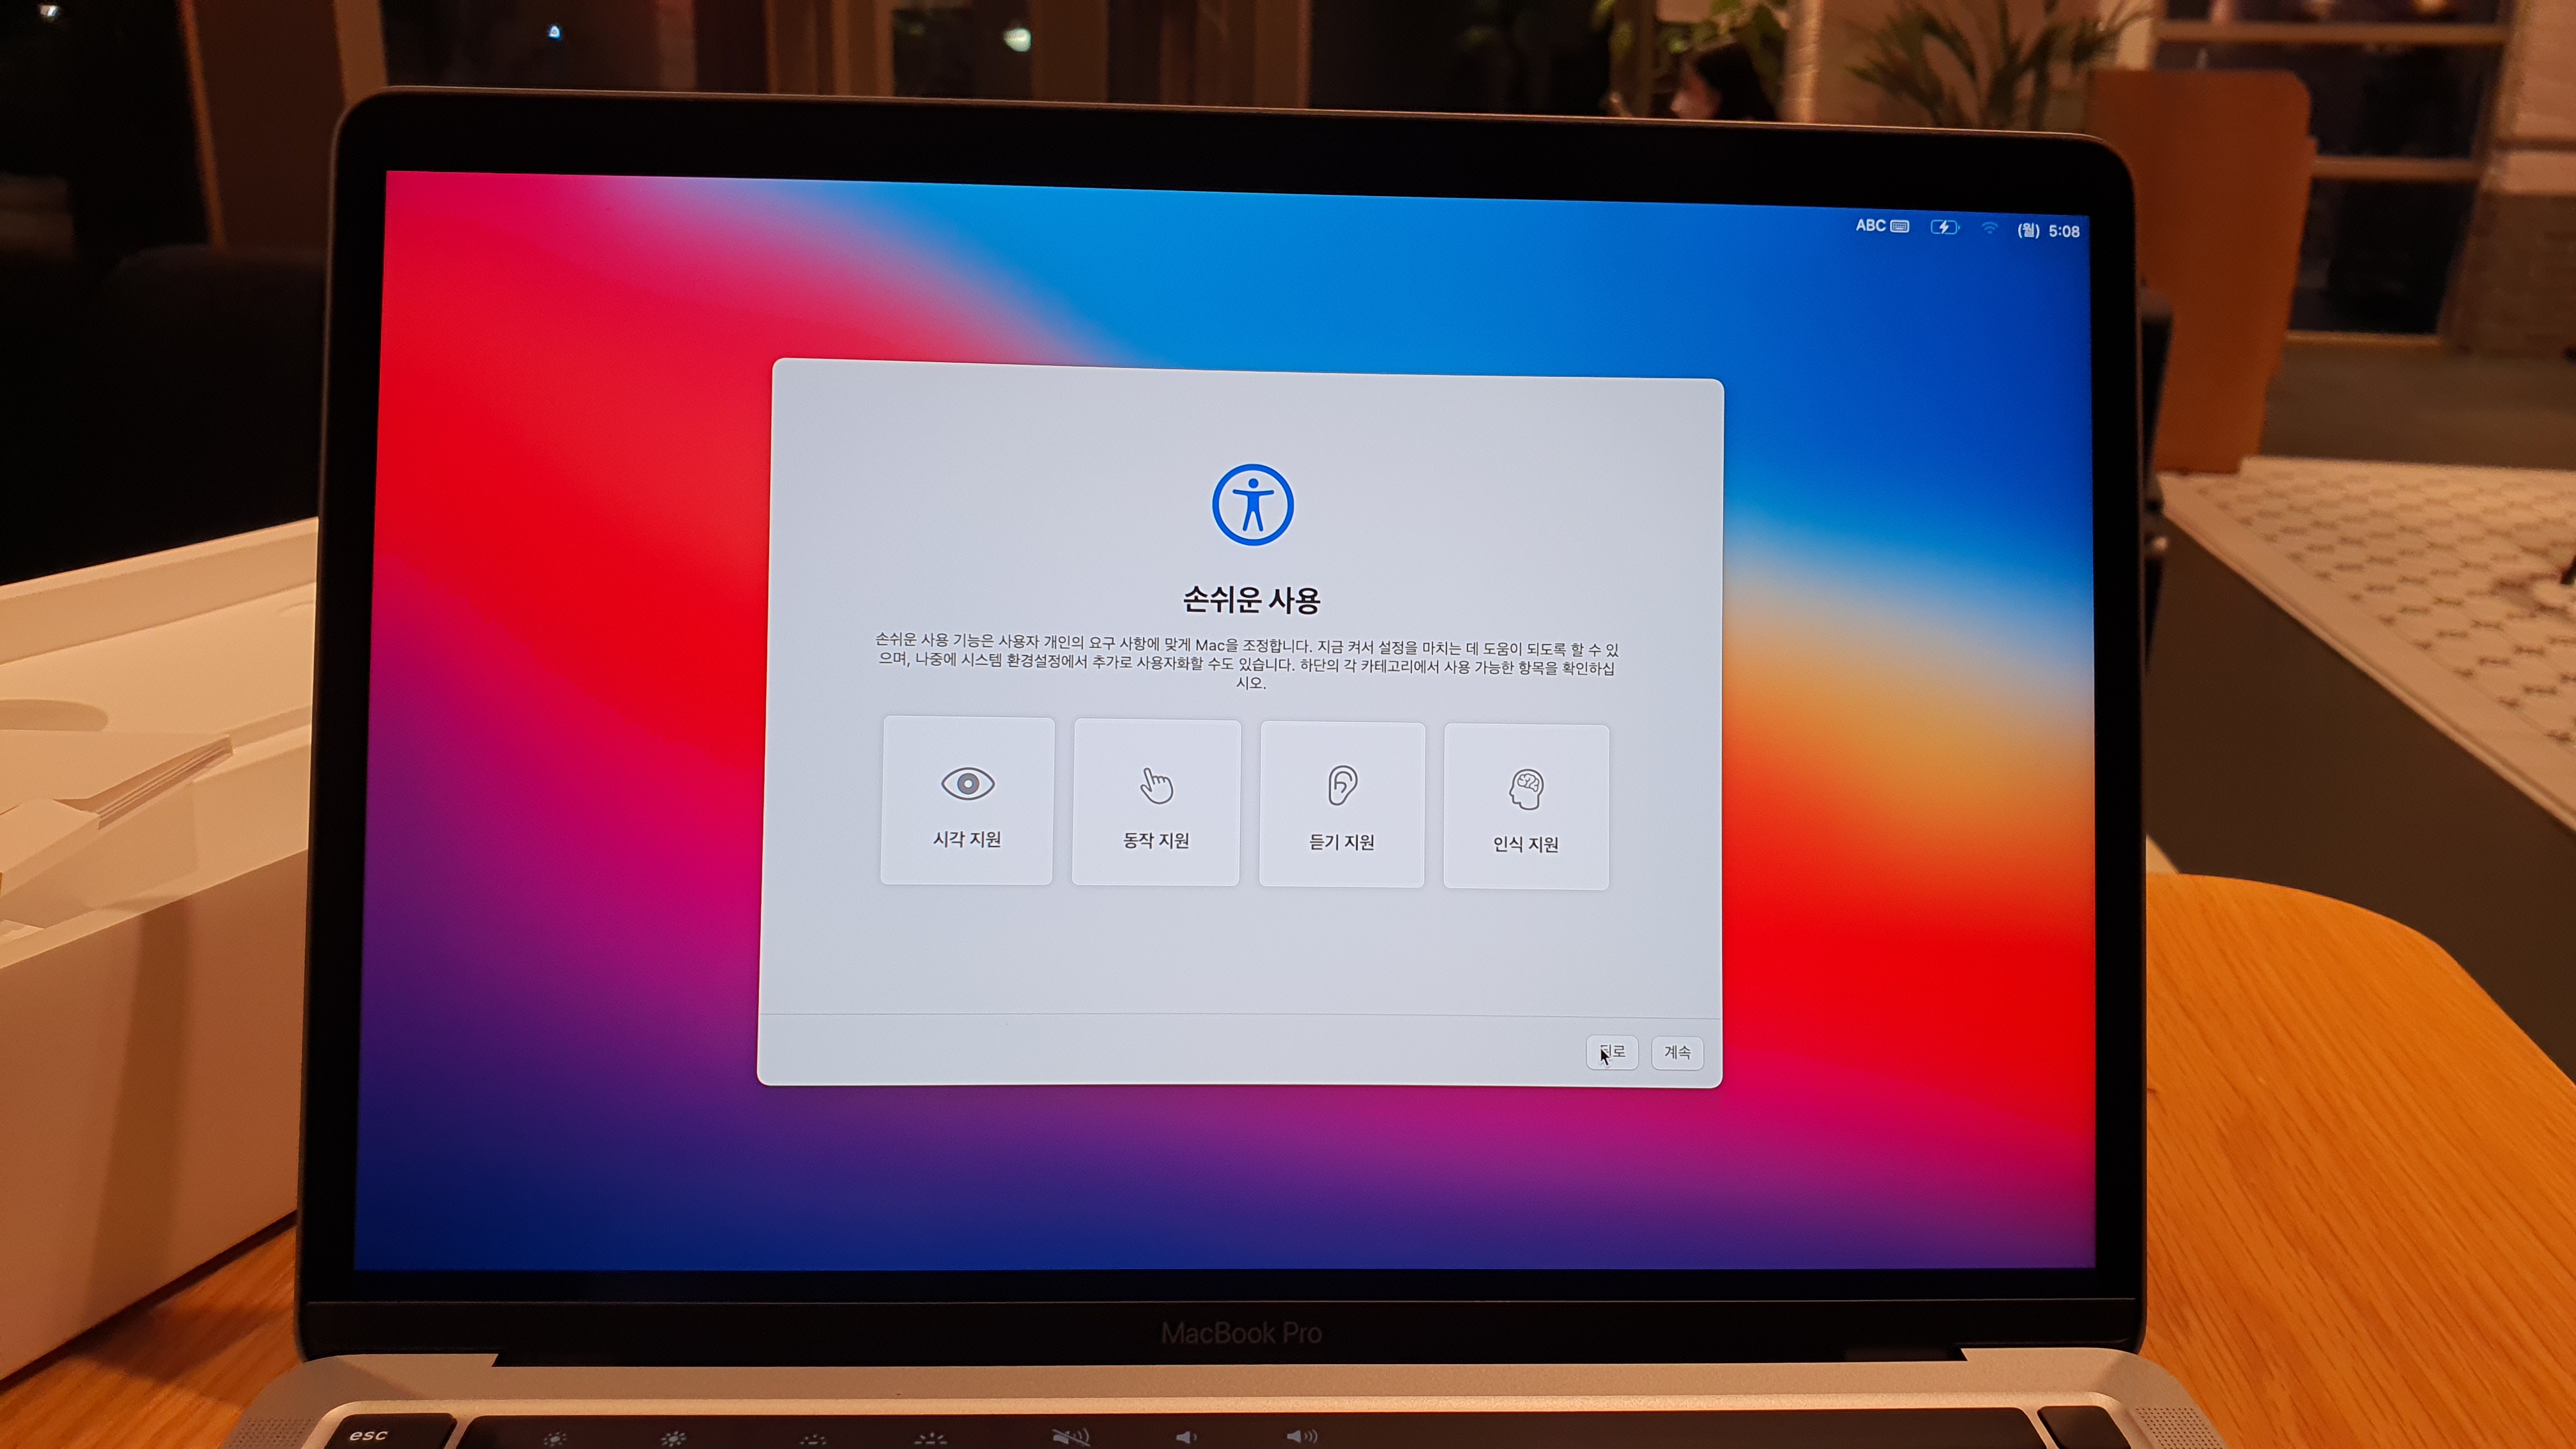 ABC (월) 5:08
손쉬운 사용
손쉬운 사용 기능은 사용자 개인의 요구 사항에 맞게 Mac을 조정합니다. 지금 켜서 설정을 마치는 데 도움이 되도록 할 수 있
으며, 나중에 시스템 환경설정에서 추가로 사용자화할 수도 있습니다. 하단의 각 카테고리에서 사용 가능한 항목을 확인하십
시오.
시각 지원 동작 지원 듣기 지원 인식 지원
뒤로 계속
MacBook Pro
esc